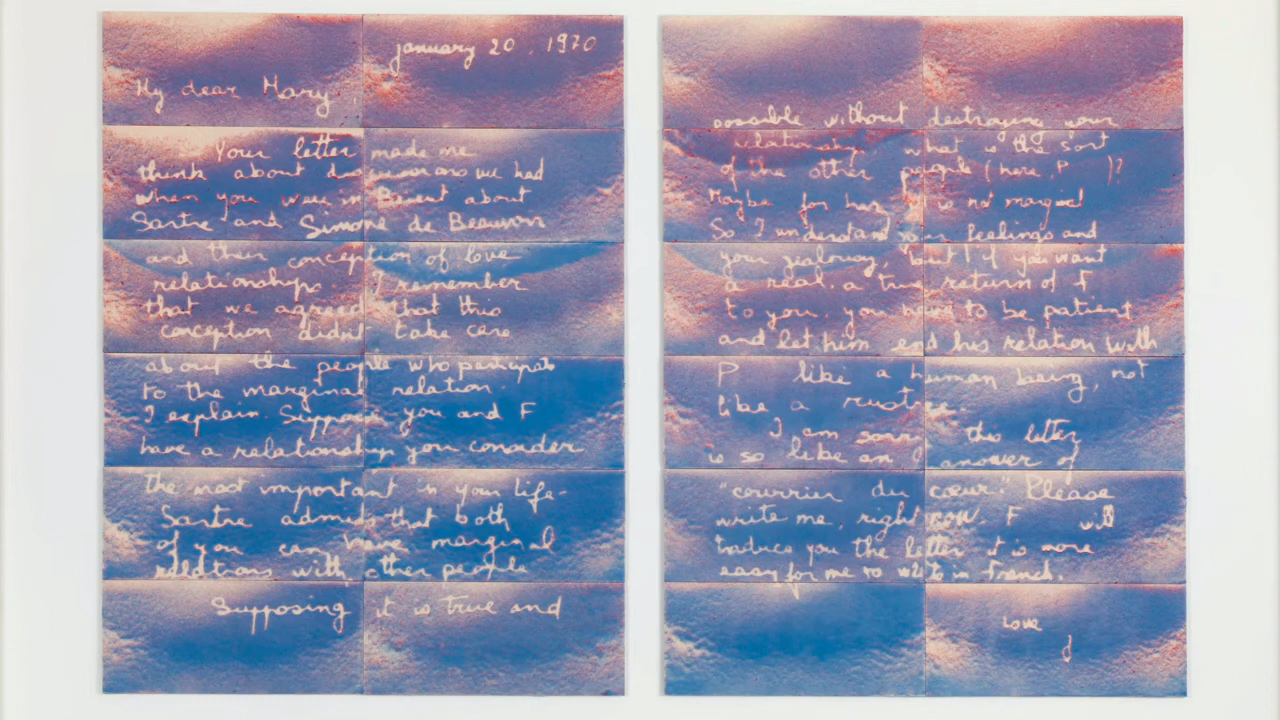 january 20. 1970
My dear Mary
Your letter made me
think about discussions we had
when you were in Benent about
Sartre and Simone de Beauvoir
and their conception of love
relationships I remember
that we agreed that this
conception didnt take care
about the people who participate
to the marginal relation.
I explain. Suppose you and F
have a relationship you consider
the most important in your life-
Sartre admits that both
of you can have marginal
relations with other people
Supposing it is true and
possible without destroying your
relationship, what is the sort
of the other people (here P )?
Maybe for her is not marginal
So I understand your feelings and
your jealousy, but! if you want
a real. a true return of F
to you. you have to be patient
and let him end his relation with
P like a human being, not
like a
I am sorry this letter
is so like an answer of
"courrier du cœur." Please
write me, right now. F will
traduce you the letter it is more
easy for me to write in French.
Love
J